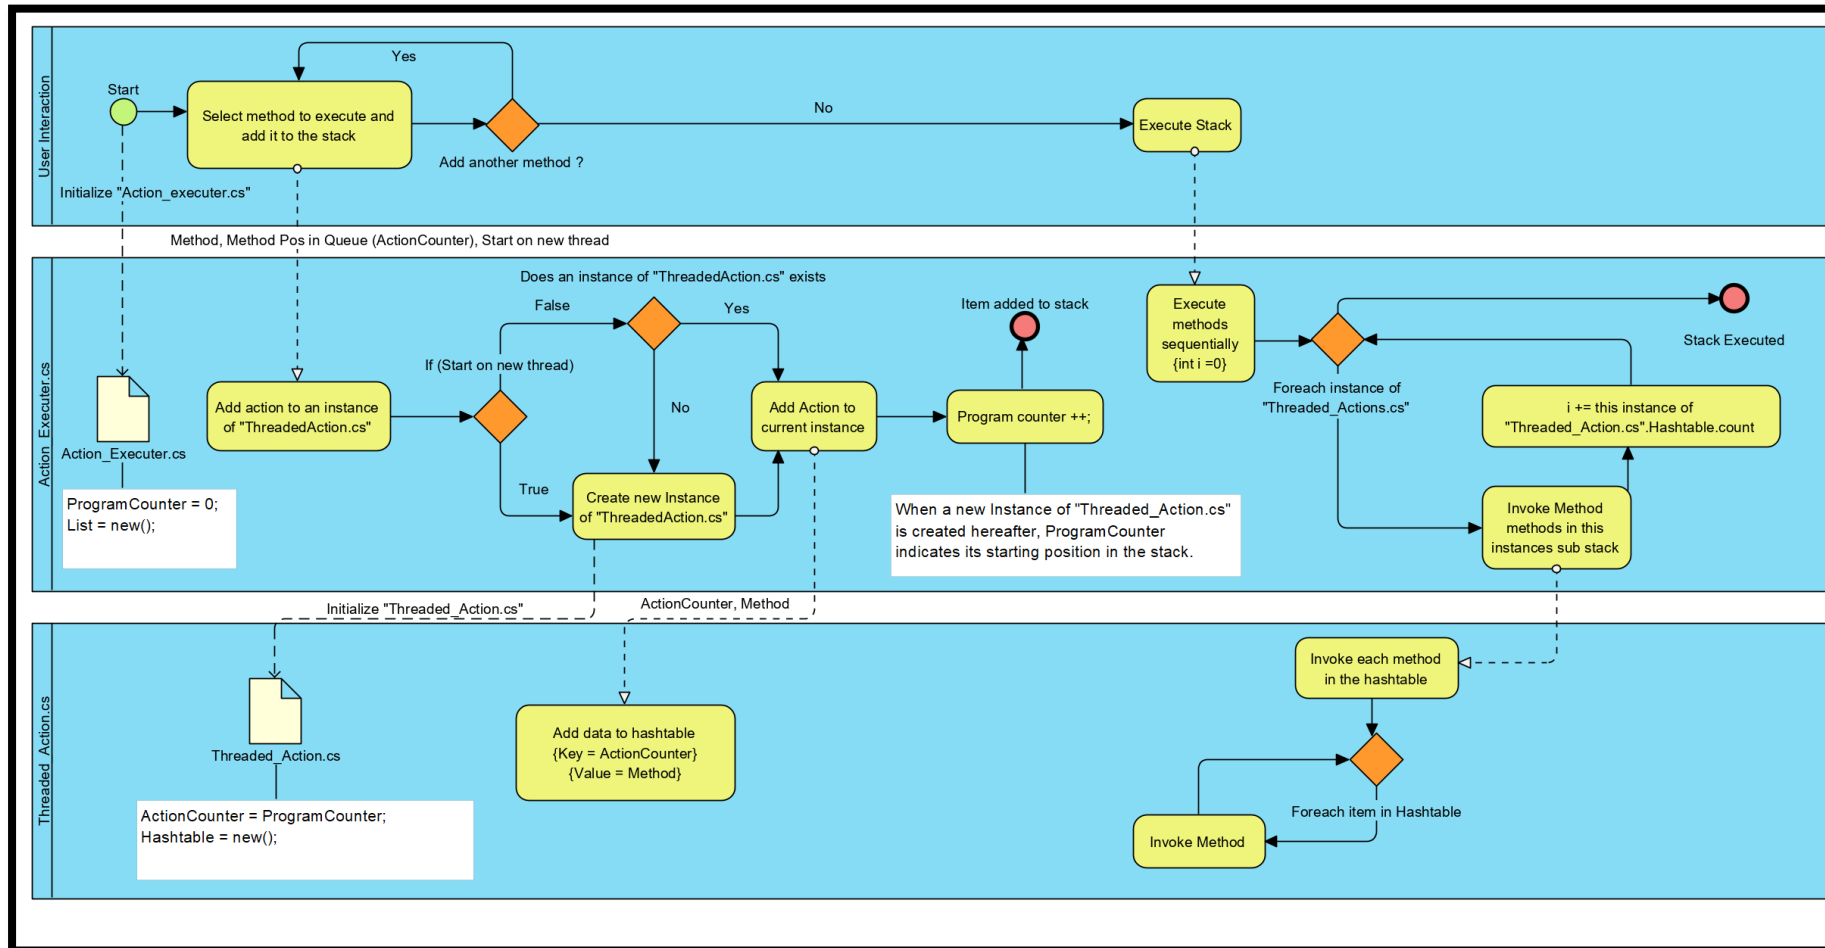 User Interaction
Start
Yes
Select method to execute and
add it to the stack
No
Execute Stack
Add another method ?
Initialize "Action_executer.cs"
Method, Method Pos in Queue (ActionCounter), Start on new thread
Action_Executer.cs
Does an instance of "ThreadedAction.cs" exists
False
Yes
If (Start on new thread)
Item added to stack
Execute
methods
sequentially
{int i =0}
Stack Executed
Foreach instance of
"Threaded_Actions.cs"
Add action to an instance
of "ThreadedAction.cs"
No
Add Action to
current instance
Program counter ++;
i += this instance of
"Threaded_Action.cs".Hashtable.count
Action_Executer.cs
ProgramCounter = 0;
List = new();
True
Create new Instance
of "ThreadedAction.cs"
When a new Instance of "Threaded_Action.cs"
is created hereafter, ProgramCounter
indicates its starting position in the stack.
Invoke Method
methods in this
instances sub stack
Initialize "Threaded_Action.cs"
ActionCounter, Method
Threaded_Action.cs
Invoke each method
in the hashtable
Threaded_Action.cs
Add data to hashtable
{Key = ActionCounter}
{Value = Method}
ActionCounter = ProgramCounter;
Hashtable = new();
Foreach item in Hashtable
Invoke Method